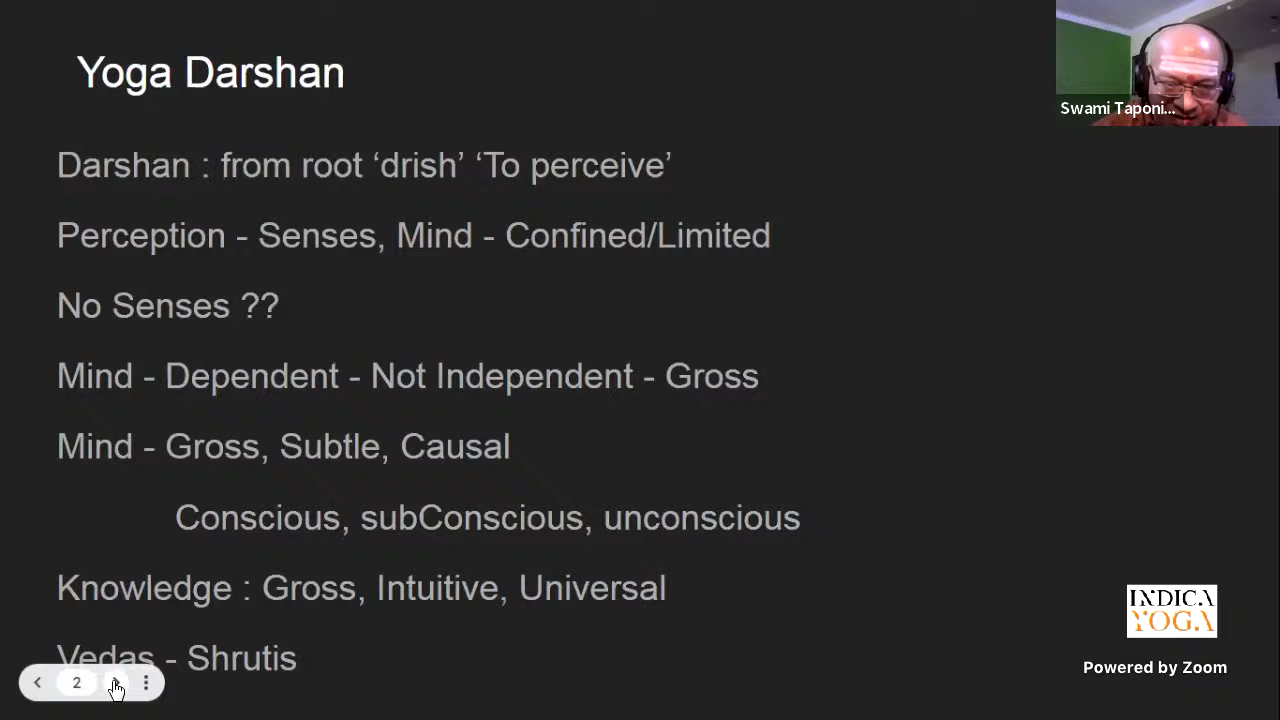 Yoga Darshan
Swami Taponi...
Darshan : from root ‘drish’ ‘To perceive’
Perception - Senses, Mind - Confined/Limited
No Senses ??
Mind - Dependent - Not Independent - Gross
Mind - Gross, Subtle, Causal
Conscious, subConscious, unconscious
Knowledge : Gross, Intuitive, Universal
Vedas - Shrutis
2
INDICA
YOGA
Powered by Zoom